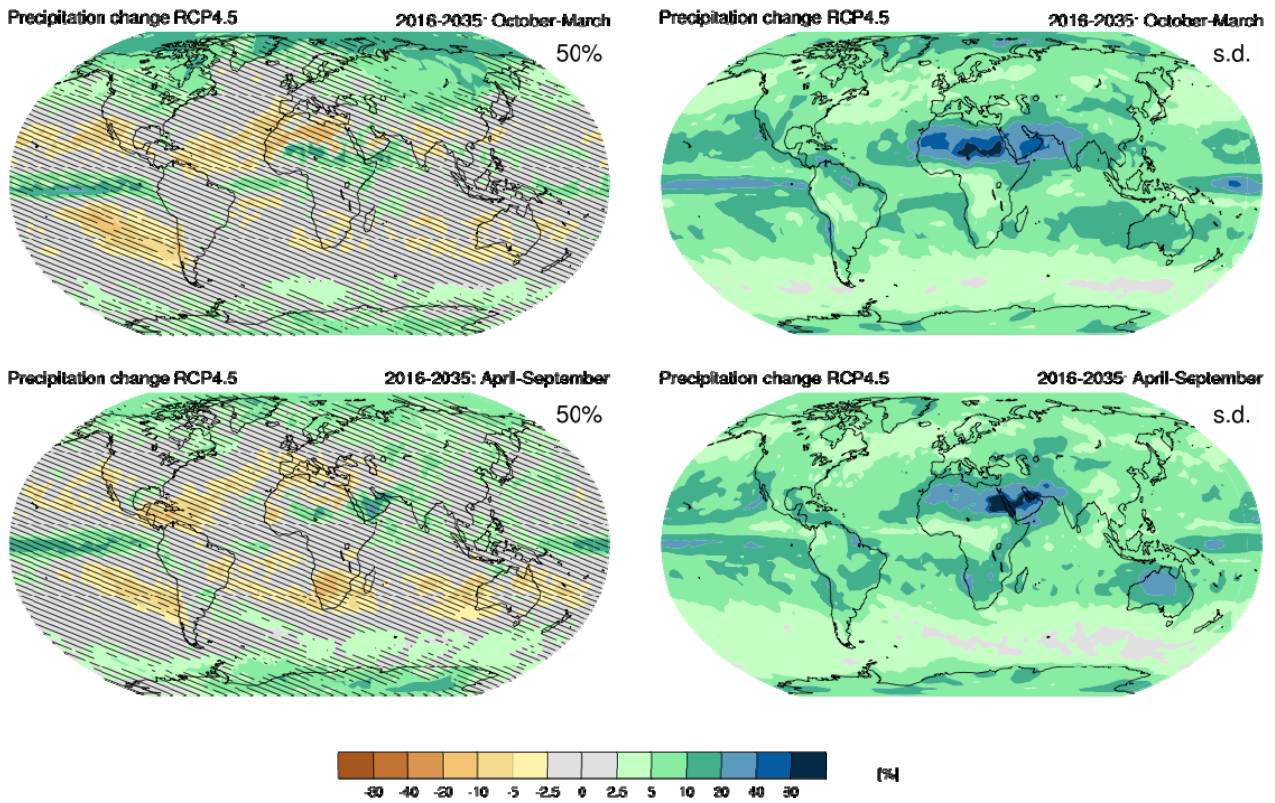 Precipitation change RCP4.5 2016-2035: October-March
50%
Precipitation change RCP4.5 2016-2035: October-March
s.d.
Precipitation change RCP4.5 2016-2035: April-September
50%
Precipitation change RCP4.5 2016-2035: April-September
s.d.
-80 -40 -20 -10 -5 -2.5 0 2.5 5 10 20 40 80 [%]